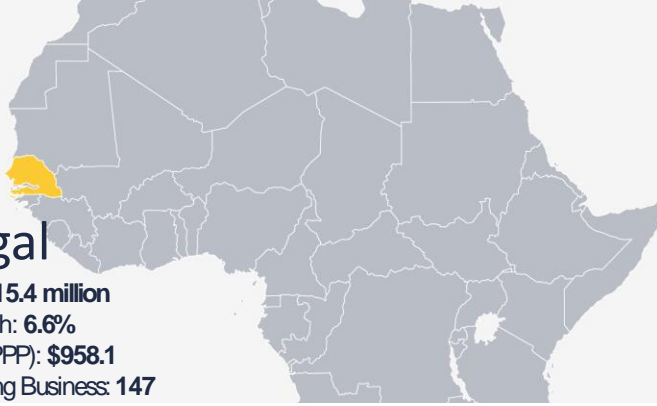 gal
15.4 million
h: 6.6%
PPP): $958.1
ng Business: 147